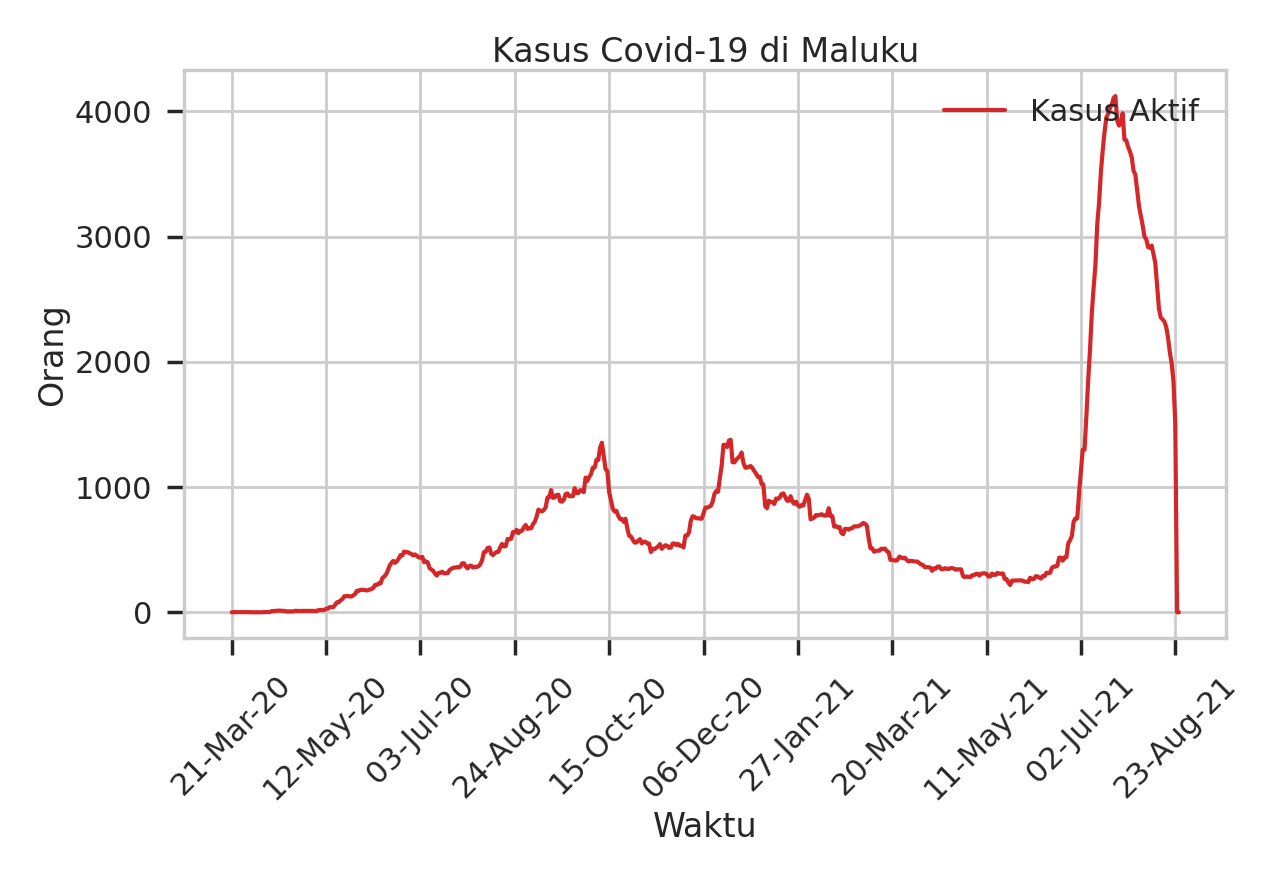 Kasus Covid-19 di Maluku
Kasus Aktif
4000
3000
2000
1000
0
Orang
21-Mar-20
12-May-20
03-Jul-20
24-Aug-20
15-Oct-20
06-Dec-20
27-Jan-21
20-Mar-21
11-May-21
02-Jul-21
23-Aug-21
Waktu